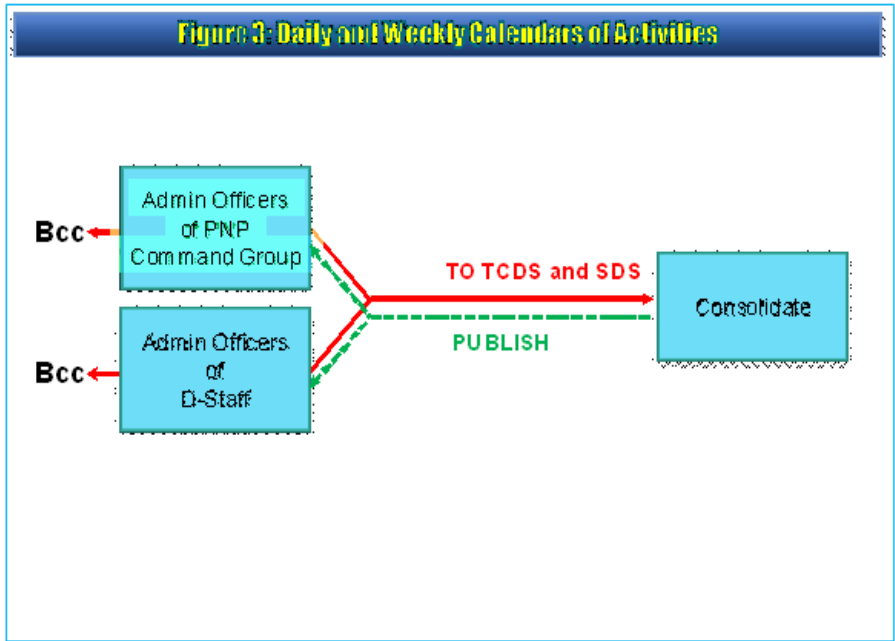 Figure 3: Daily and Weekly Calendars of Activities
Admin Officers
of PNP
Command Group
Bcc
TO TCDS and SDS
Consolidate
PUBLISH
Admin Officers
of
D-Staff
Bcc